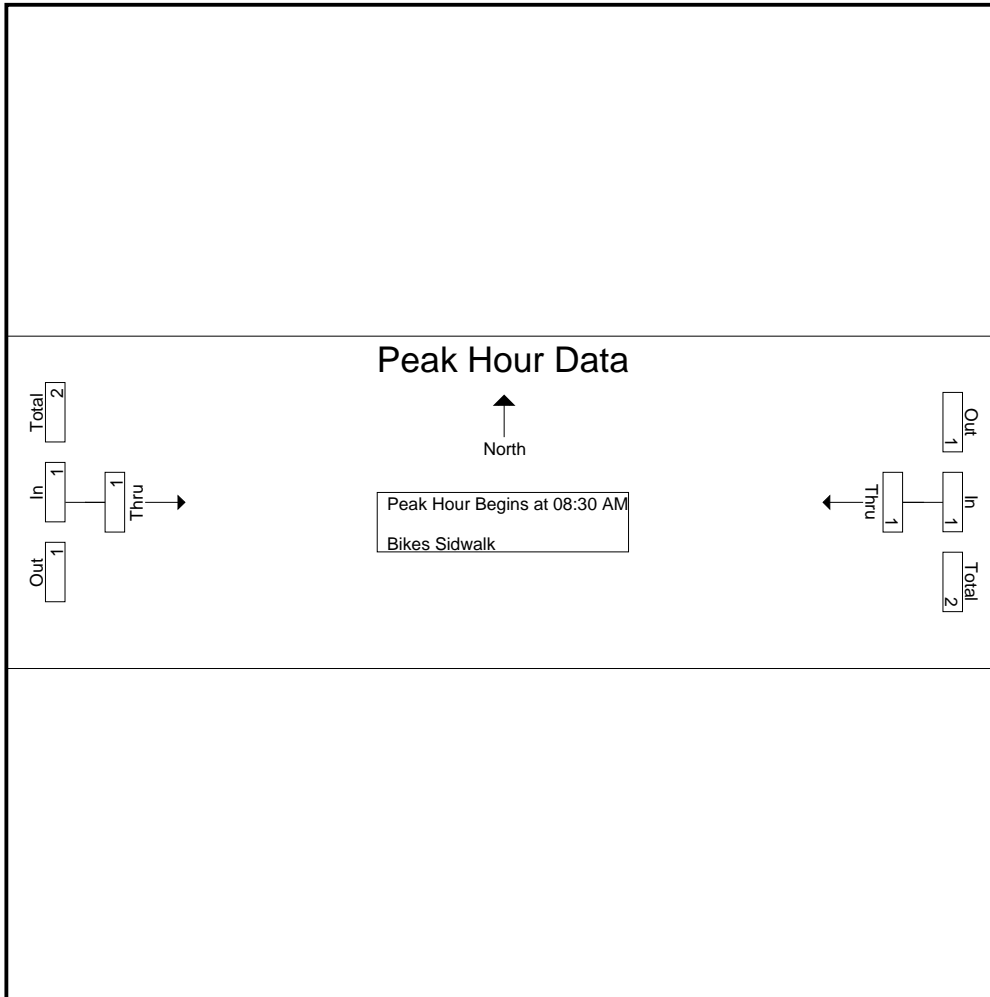 Peak Hour Data
North
Peak Hour Begins at 08:30 AM
Bikes Sidwalk
Total
2
In
1
Thru
1
Out
1
Out
1
In
1
Thru
1
Total
2